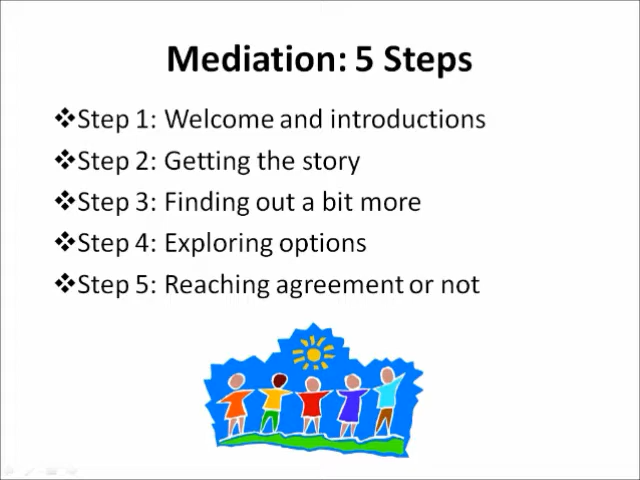 Mediation: 5 Steps
❖Step 1: Welcome and introductions
❖Step 2: Getting the story
❖Step 3: Finding out a bit more
❖Step 4: Exploring options
❖Step 5: Reaching agreement or not